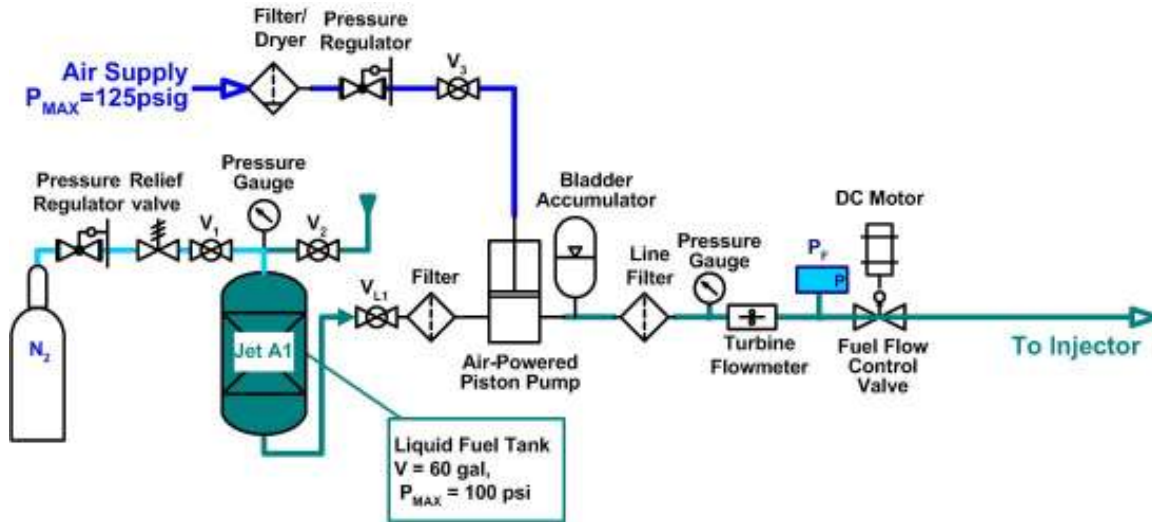 Filter/
Dryer
Pressure
Regulator
V3
Air Supply
PMAX=125psig
Pressure
Gauge
Pressure Relief
Regulator valve
V1
V2
Bladder
Accumulator
DC Motor
Pressure
Gauge
PF
P
Line
Filter
VL1
Filter
N2
Jet A1
Air-Powered
Piston Pump
Turbine
Flowmeter
Fuel Flow
Control
Valve
To Injector
Liquid Fuel Tank
V = 60 gal,
PMAX = 100 psi